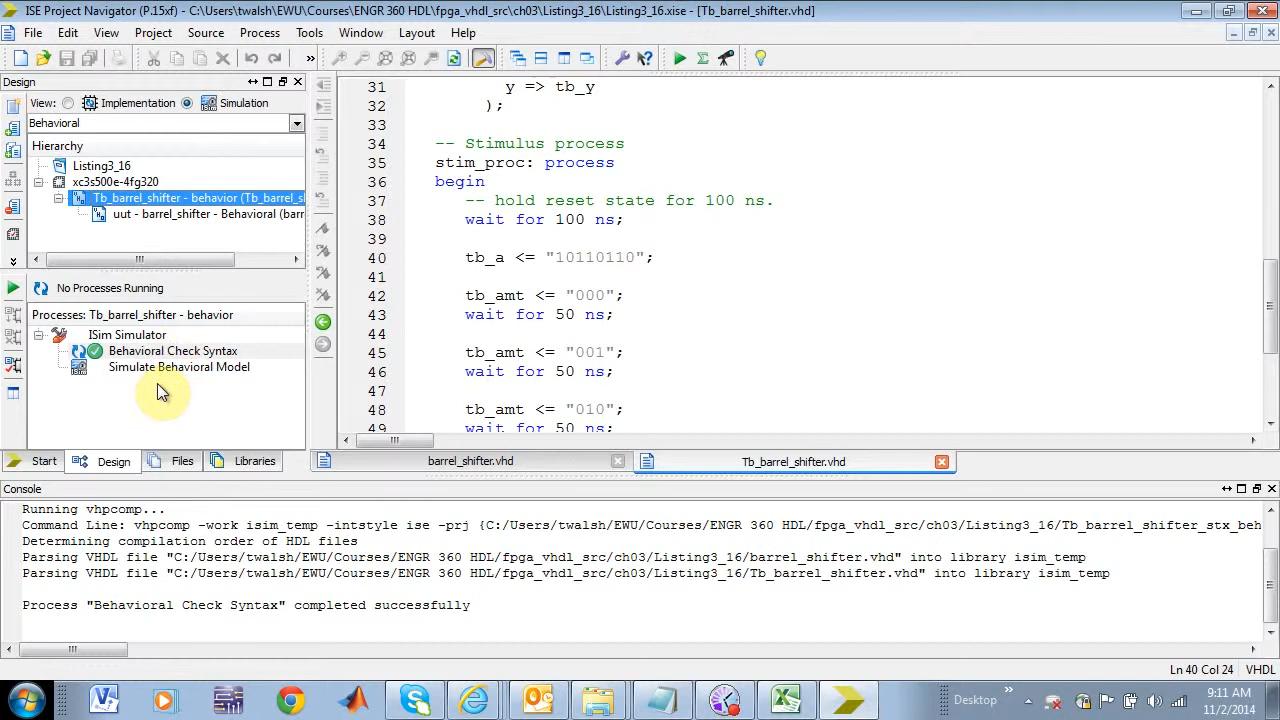 ISE Project Navigator (P.15xf) - C:\Users\twalsh\EWU\Courses\ENGR 360 HDL\fpga_vhdl_src\ch03\Listing3_16\Listing3_16.xise - [Tb_barrel_shifter.vhd]
File Edit View Project Source Process Tools Window Layout Help
Design
View: Implementation Simulation
Behavioral
Hierarchy
Listing3_16
xc3s500e-4fg320
Tb_barrel_shifter - behavior (Tb_barrel_s
uut - barrel_shifter - Behavioral (barr
No Processes Running
Processes: Tb_barrel_shifter - behavior
ISim Simulator
Behavioral Check Syntax
Simulate Behavioral Model
31 y => tb_y
32 );
33
34 -- Stimulus process
35 stim_proc: process
36 begin
37 -- hold reset state for 100 ns.
38 wait for 100 ns;
39
40 tb_a <= "10110110";
41
42 tb_amt <= "000";
43 wait for 50 ns;
44
45 tb_amt <= "001";
46 wait for 50 ns;
47
48 tb_amt <= "010";
49 wait for 50 ns;
Start Design Files Libraries
barrel_shifter.vhd Tb_barrel_shifter.vhd
Console
Running vhpcomp...
Command Line: vhpcomp -work isim_temp -intstyle ise -prj {C:/Users/twalsh/EWU/Courses/ENGR 360 HDL/fpga_vhdl_src/ch03/Listing3_16/Tb_barrel_shifter_stx_beh
Determining compilation order of HDL files
Parsing VHDL file "C:/Users/twalsh/EWU/Courses/ENGR 360 HDL/fpga_vhdl_src/ch03/Listing3_16/barrel_shifter.vhd" into library isim_temp
Parsing VHDL file "C:/Users/twalsh/EWU/Courses/ENGR 360 HDL/fpga_vhdl_src/ch03/Listing3_16/Tb_barrel_shifter.vhd" into library isim_temp
Process "Behavioral Check Syntax" completed successfully
Ln 40 Col 24 VHDL
Desktop
9:11 AM
11/2/2014